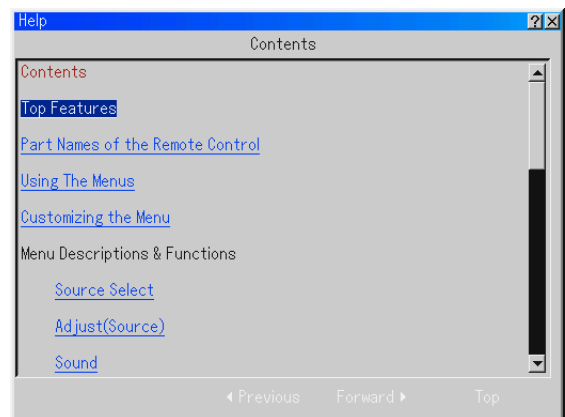 Help
Contents
Contents
Top Features
Part Names of the Remote Control
Using The Menus
Customizing the Menu
Menu Descriptions & Functions
Source Select
Adjust(Source)
Sound
Previous Forward Top